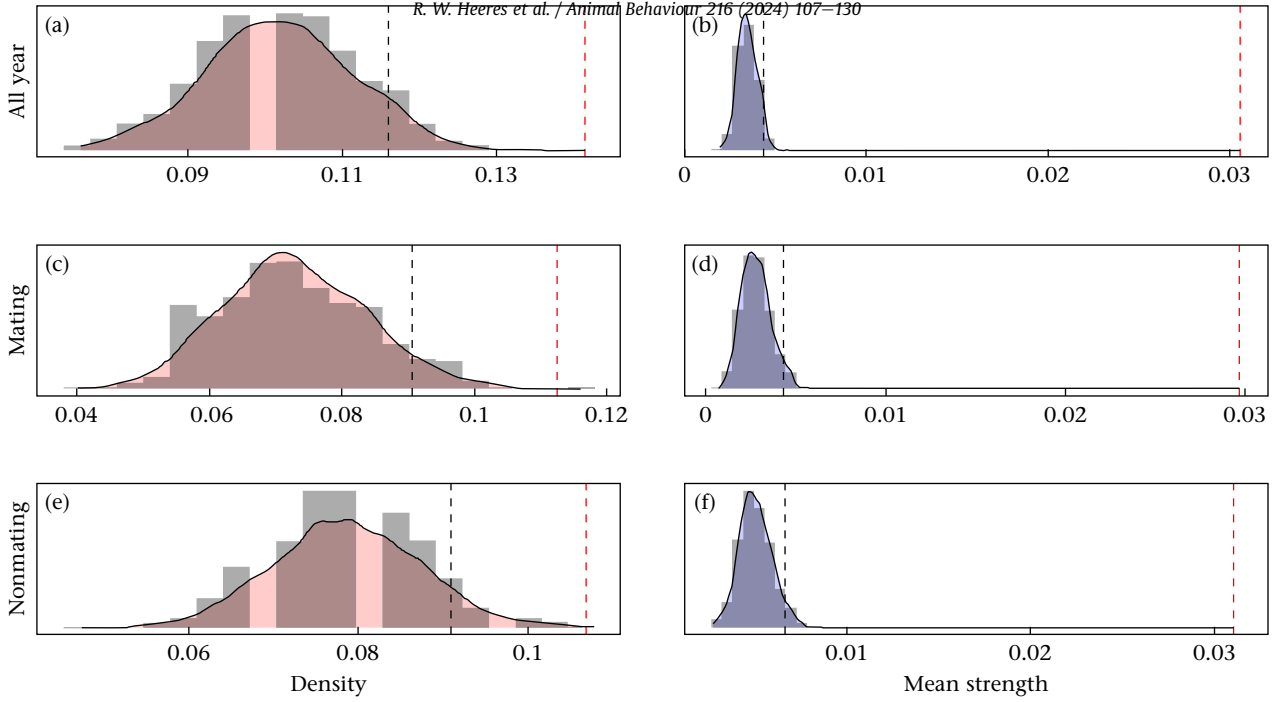 R. W. Heeres et al. / Animal Behaviour 216 (2024) 107–130
(a) (b)
All year
0.09 0.11 0.13 0 0.01 0.02 0.03
(c) (d)
Mating
0.04 0.06 0.08 0.1 0.12 0 0.01 0.02 0.03
(e) (f)
Nonmating
0.06 0.08 0.1 0.01 0.02 0.03
Density Mean strength